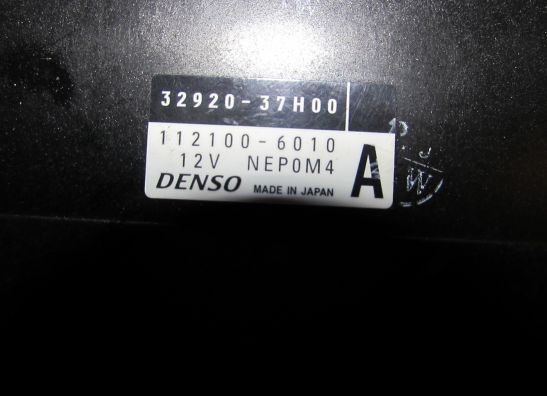 32920-37H00
112100-6010
12V NEP0M4
A
DENSO MADE IN JAPAN
J
W